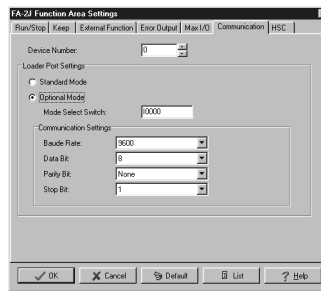 FA-2J Function Area Settings
Run/Stop Keep External Function Error Output Max I/O Communication HSC
Device Number: 0
Loader Port Settings
Standard Mode
Optional Mode
Mode Select Switch: I0000
Communication Settings
Baude Rate: 9600
Data Bit: 8
Parity Bit: None
Stop Bit: 1
OK Cancel Default List ? Help